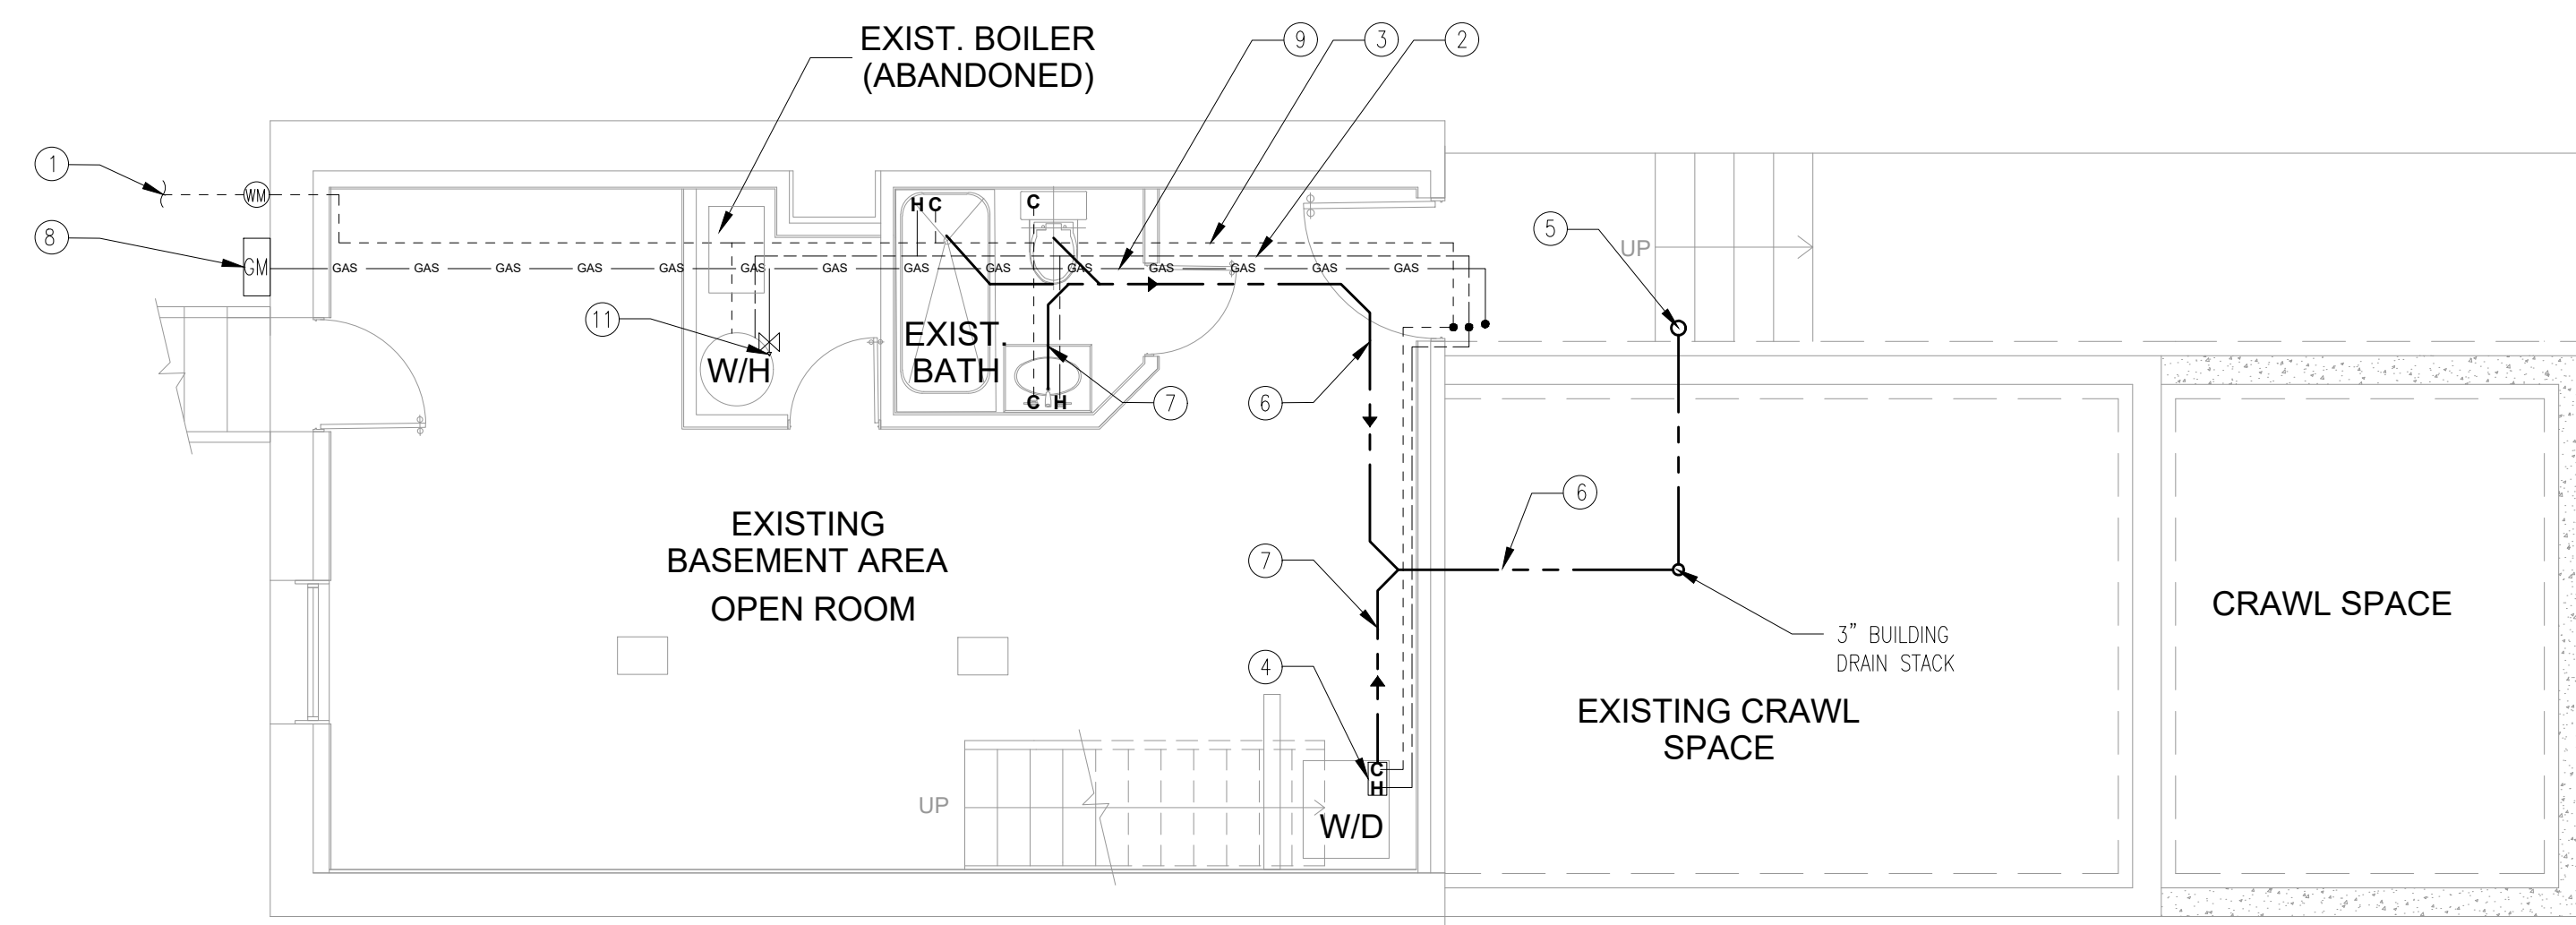 EXIST. BOILER
(ABANDONED)
9
3
2
1
WM
8
GM
GAS GAS GAS GAS GAS GAS GAS GAS GAS GAS GAS GAS GAS GAS
H C
C
5
UP
11
W/H
EXIST.
BATH
C H
7
6
6
EXISTING
BASEMENT AREA
OPEN ROOM
7
4
3” BUILDING
DRAIN STACK
CRAWL SPACE
EXISTING CRAWL
SPACE
UP
C
H
W/D